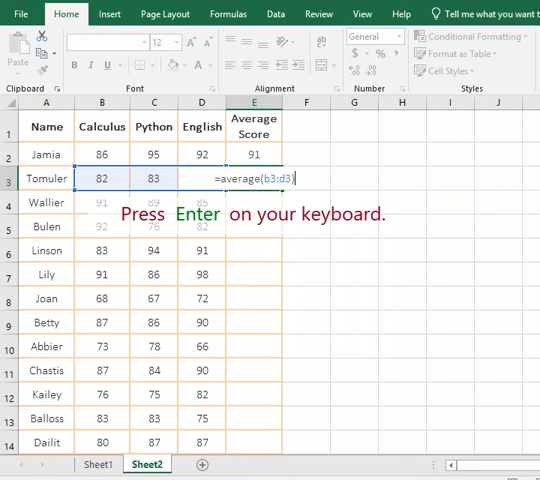 File Home Insert Page Layout Formulas Data Review View Help Tell me what you want to
Paste
12
General
Conditional Formatting
Format as Table
Cell Styles
Clipboard Font Alignment Number Styles
A B C D E F G H I J
1 Name Calculus Python English Average Score
2 Jamia 86 95 92 91
3 Tomuler 82 83 =average(b3:d3)
4 Wallier 91 89 85
Press Enter on your keyboard.
5 Bulen 92 76 82
6 Linson 83 94 91
7 Lily 91 86 98
8 Joan 68 67 72
9 Betty 87 86 90
10 Abbier 73 78 66
11 Chastis 87 84 90
12 Kailey 76 75 82
13 Balloss 83 83 75
14 Dailit 80 87 87
Sheet1 Sheet2